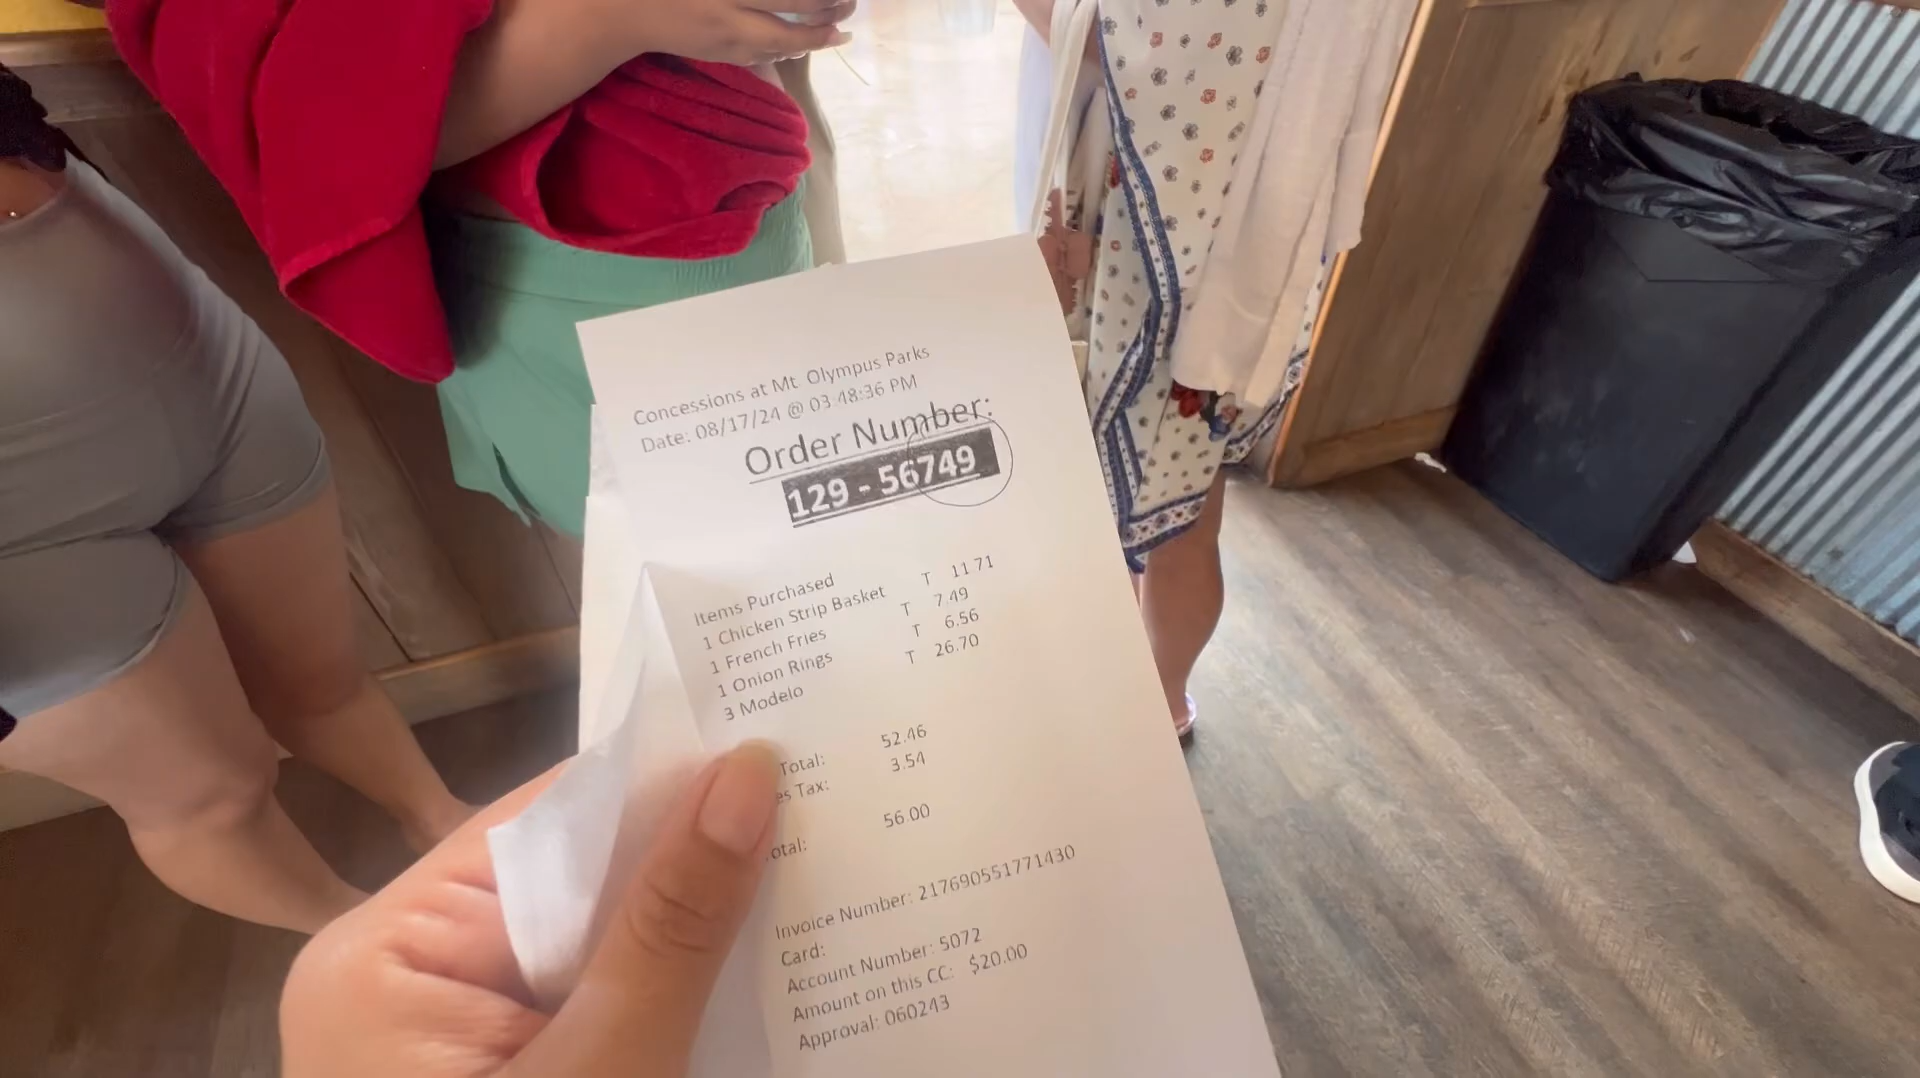 Concessions at Mt. Olympus Parks
Date: 08/17/24 @ 03:48:36 PM
Order Number:
129 - 56749
Items Purchased
1 Chicken Strip Basket T 11.71
1 French Fries T 7.49
1 Onion Rings T 6.56
3 Modelo T 26.70
Total: 52.46
es Tax: 3.54
otal: 56.00
Invoice Number: 217690551771430
Card:
Account Number: 5072
Amount on this CC: $20.00
Approval: 060243